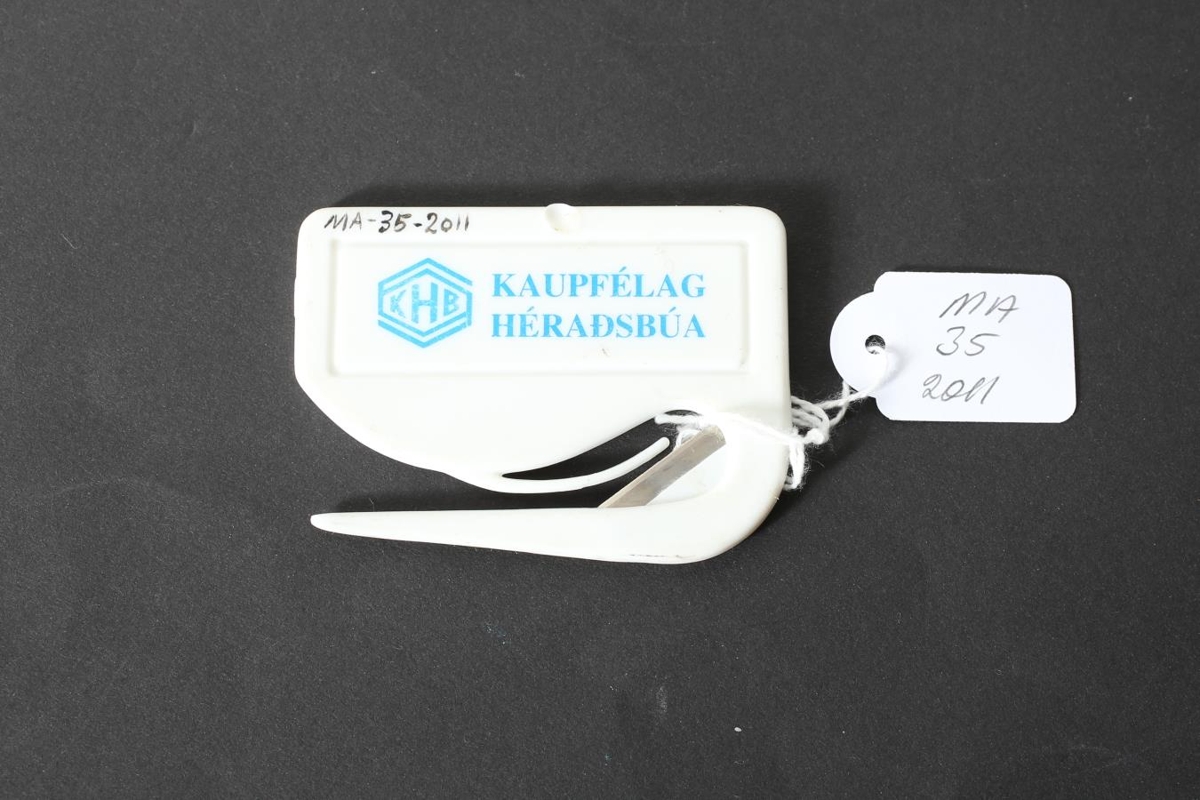 MA-35-2011
KHB
KAUPFÉLAG
HÉRAÐSBÚA
MA
35
2011